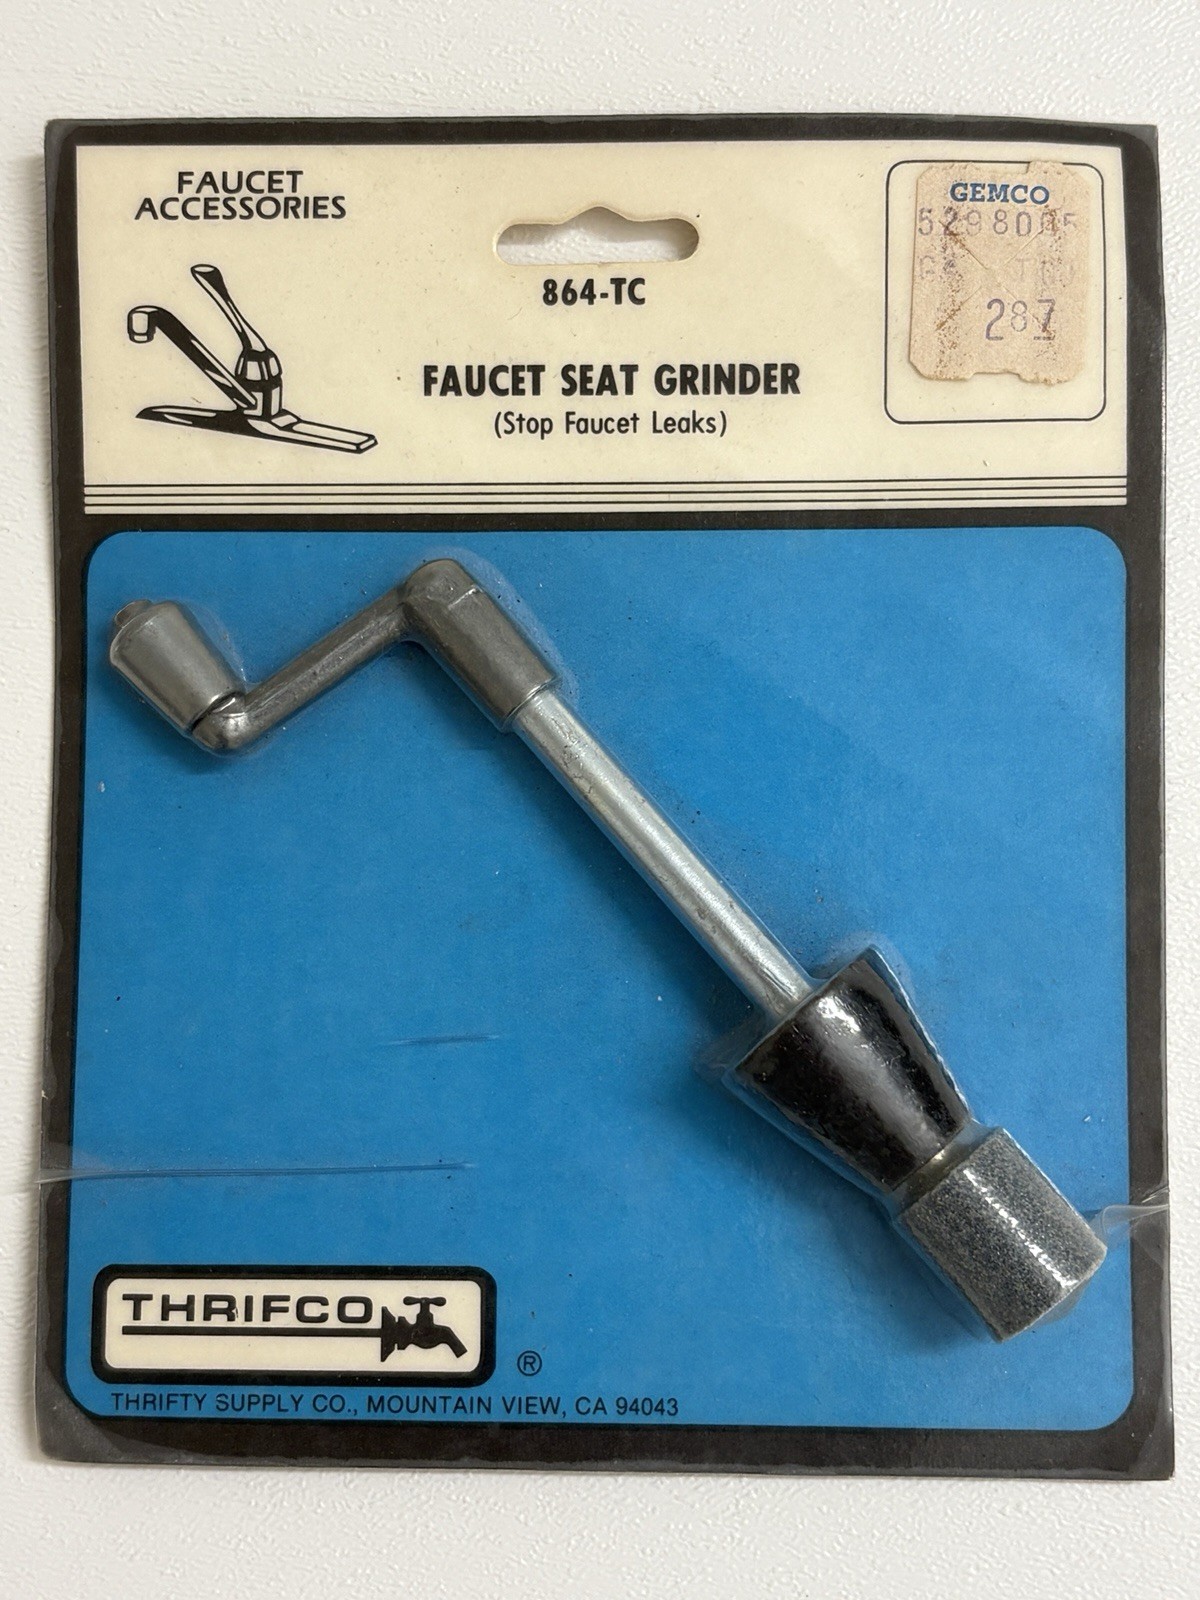 FAUCET
ACCESSORIES
GEMCO
287
864-TC
FAUCET SEAT GRINDER
(Stop Faucet Leaks)
THRIFCO
®
THRIFTY SUPPLY CO., MOUNTAIN VIEW, CA 94043